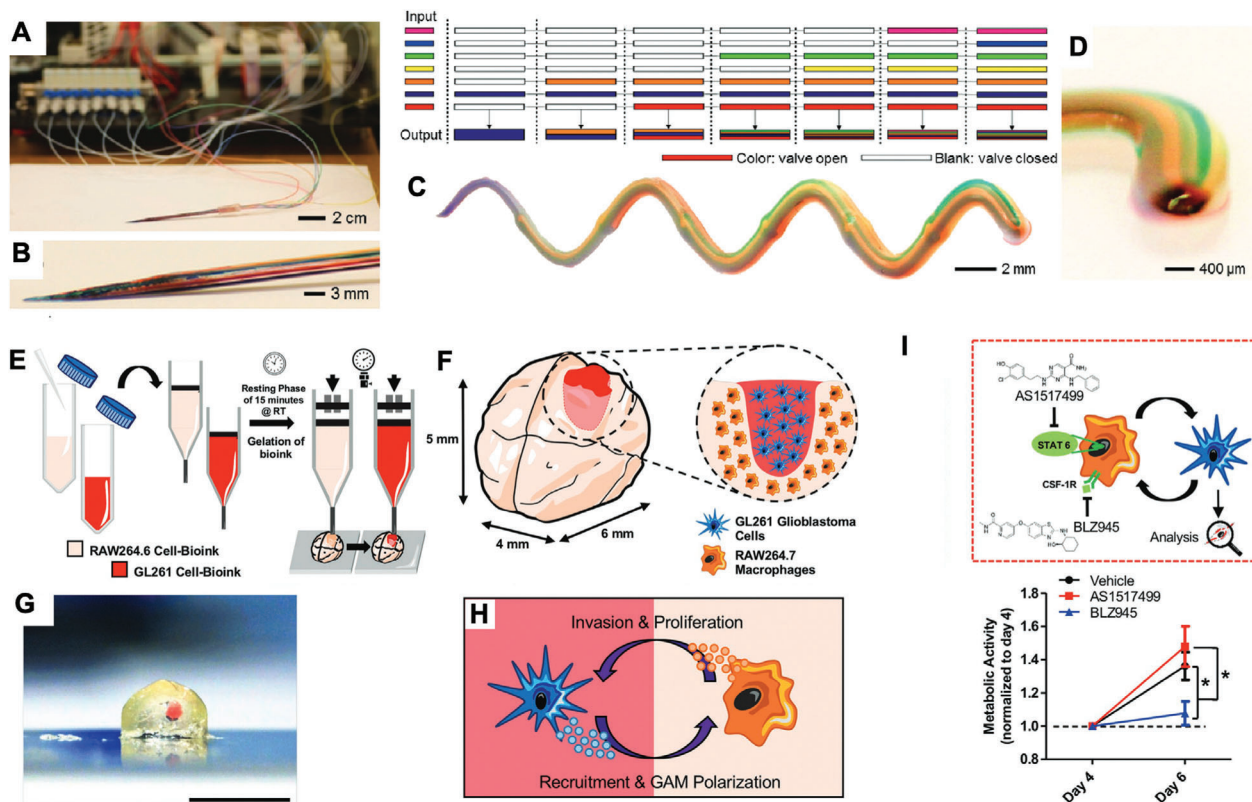 A
2 cm
B
3 mm
Input
Output
Color: valve open
Blank: valve closed
C
2 mm
D
400 µm
E
Resting Phase
of 15 minutes
@ RT
Gelation of
bioink
RAW264.6 Cell-Bioink
GL261 Cell-Bioink
F
5 mm
4 mm
6 mm
GL261 Glioblastoma
Cells
RAW264.7
Macrophages
G
H
Invasion & Proliferation
Recruitment & GAM Polarization
I
HO
Cl
O
NH₂
N
N
HN
N
H
AS1517499
STAT 6
CSF-1R
BLZ945
Analysis
Vehicle
AS1517499
BLZ945
Metabolic Activity
(normalized to day 4)
1.8
1.6
1.4
1.2
1.0
0.8
*
*
Day 4
Day 6